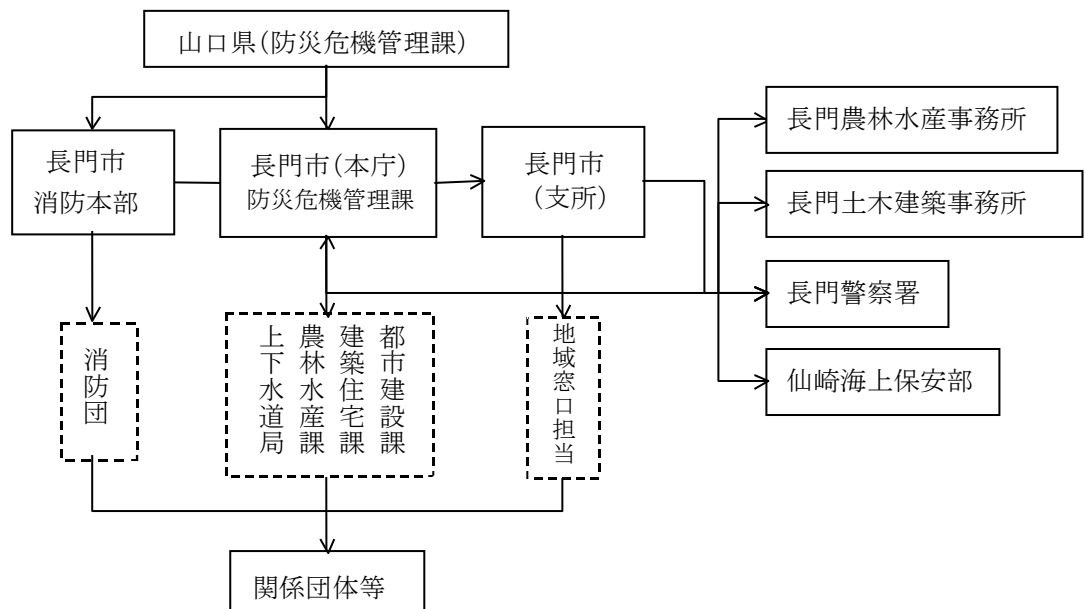 山口県(防災危機管理課)
長門市
消防本部
長門市(本庁)
防災危機管理課
長門市
(支所)
長門農林水産事務所
長門土木建築事務所
長門警察署
仙崎海上保安部
消防団
都市建設課
建築住宅課
農林水産課
上下水道局
地域窓口担当
関係団体等